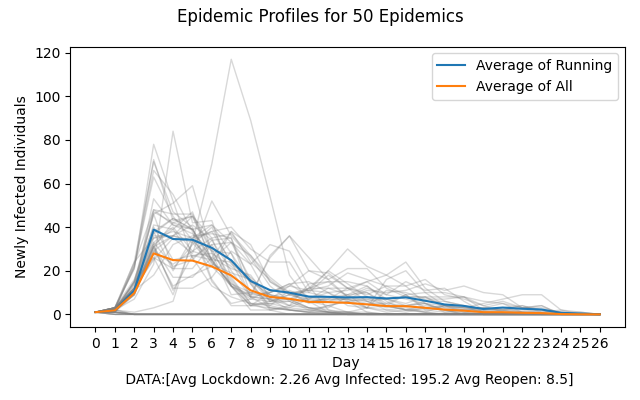 Epidemic Profiles for 50 Epidemics
120
100
80
60
40
20
0
Newly Infected Individuals
Average of Running
Average of All
0 1 2 3 4 5 6 7 8 9 10 11 12 13 14 15 16 17 18 19 20 21 22 23 24 25 26
Day
DATA:[Avg Lockdown: 2.26 Avg Infected: 195.2 Avg Reopen: 8.5]